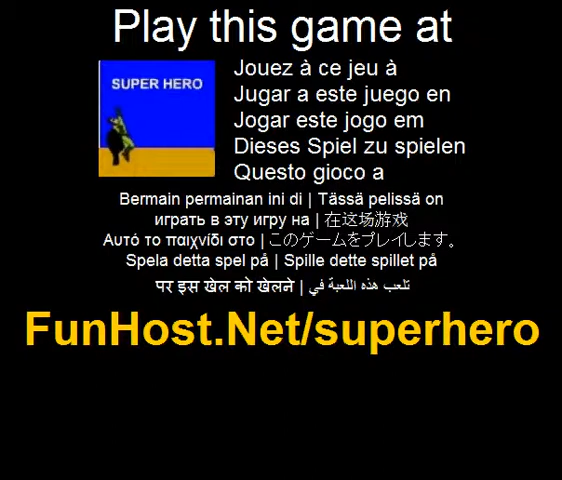 Play this game at
SUPER HERO
Jouez à ce jeu à
Jugar a este juego en
Jogar este jogo em
Dieses Spiel zu spielen
Questo gioco a
Bermain permainan ini di | Tässä pelissä on
играть в эту игру на | 在这场游戏
Αυτό το παιχνίδι στο | このゲームをプレイします。
Spela detta spel på | Spille dette spillet på
पर इस खेल को खेलने | تلعب هذه اللعبة في
FunHost.Net/superhero